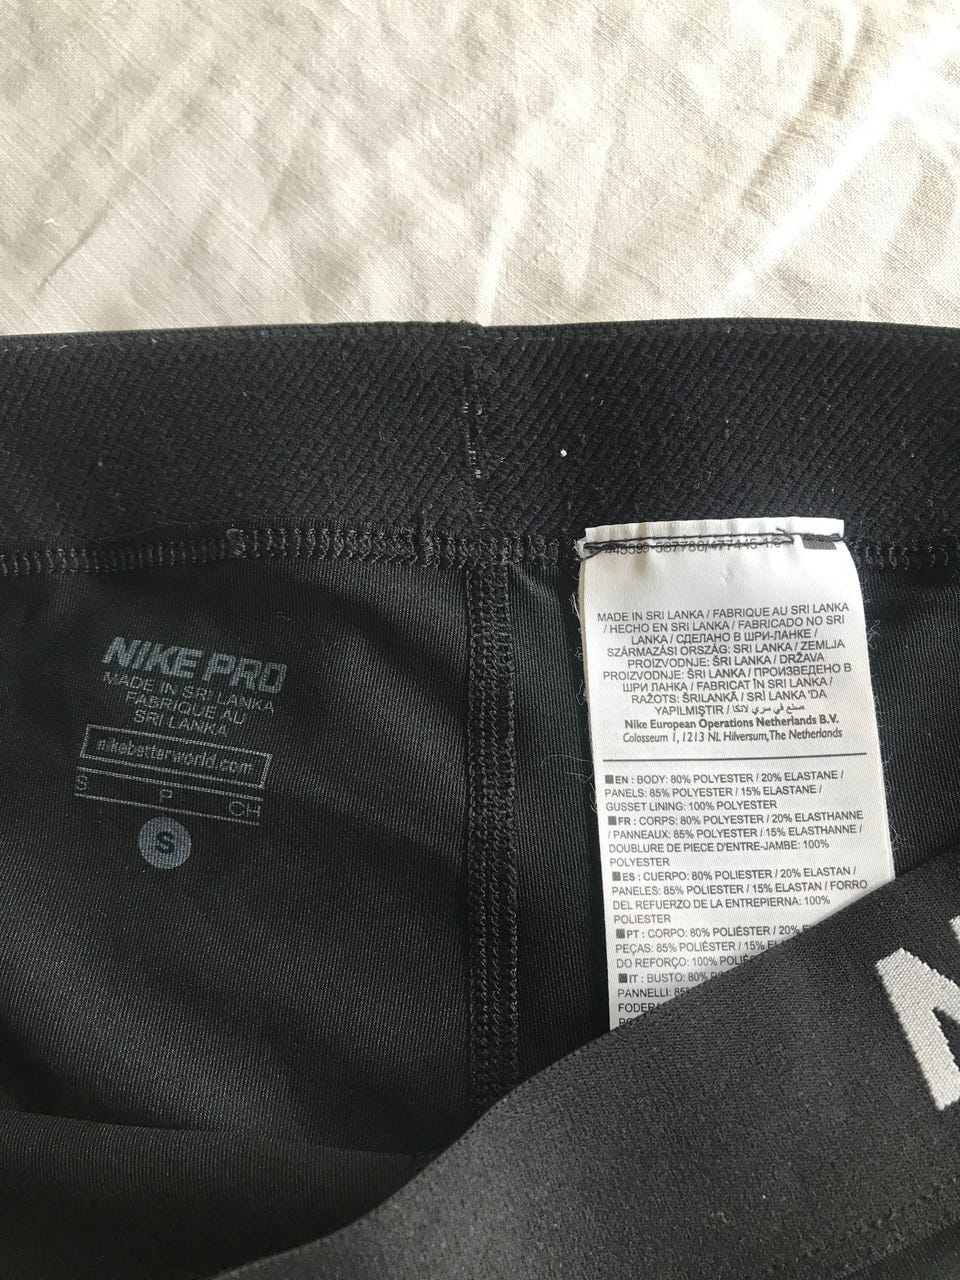 NIKE PRO
MADE IN SRI LANKA
FABRIQUE AU
SRI LANKA
nikebetterworld.com
S P CH
S
MADE IN SRI LANKA / FABRIQUE AU SRI LANKA
/ HECHO EN SRI LANKA / FABRICADO NO SRI
LANKA / СДЕЛАНО В ШРИ-ЛАНКЕ /
SZÁRMAZÁSI ORSZÁG: SRI LANKA / ZEMLJA
PROIZVODNJE: ŠRI LANKA / DRŽAVA
PROIZVODNJE: ŠRI LANKA / ПРОИЗВЕДЕНО В
ШРИ ЛАНКА / FABRICAT ÎN SRI LANKA /
RAŽOTS: ŠRILANKĀ / SRİ LANKA 'DA
YAPILMIŞTIR / صنع في سري لانكا
Nike European Operations Netherlands B.V.
Colosseum 1, 1213 NL Hilversum, The Netherlands
EN : BODY: 80% POLYESTER / 20% ELASTANE /
PANELS: 85% POLYESTER / 15% ELASTANE /
GUSSET LINING: 100% POLYESTER
FR : CORPS: 80% POLYESTER / 20% ELASTHANNE
/ PANNEAUX: 85% POLYESTER / 15% ELASTHANNE /
DOUBLURE DE PIECE D'ENTRE-JAMBE: 100%
POLYESTER
ES : CUERPO: 80% POLIESTER / 20% ELASTAN /
PANELES: 85% POLIESTER / 15% ELASTAN / FORRO
DEL REFUERZO DE LA ENTREPIERNA: 100%
POLIESTER
PT : CORPO: 80% POLIÉSTER / 20%
PEÇAS: 85% POLIÉSTER / 15%
DO REFORÇO: 100%
IT : BUSTO: 80%
PANNELLI: